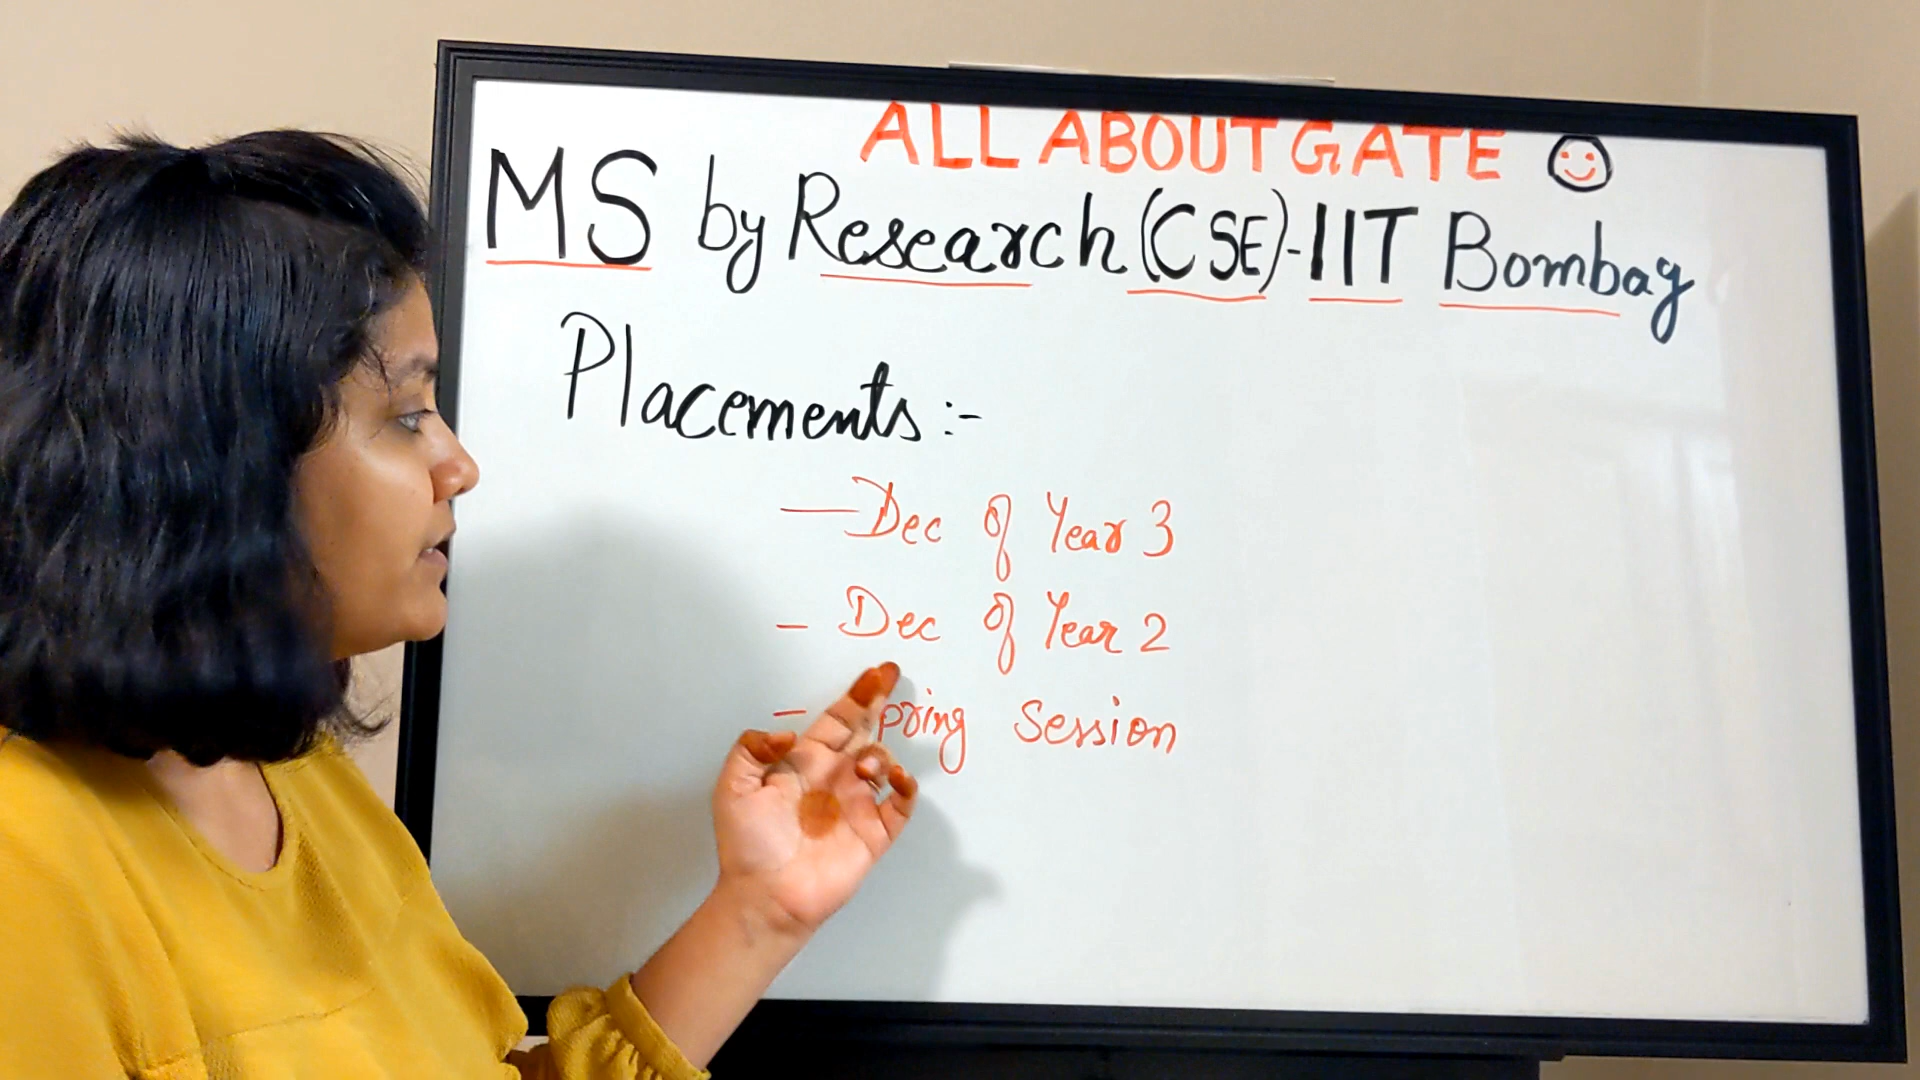 ALL ABOUT GATE
MS by Research (CSE)-IIT Bombay
Placements :-
— Dec of Year 3
- Dec of Year 2
- Spring Session